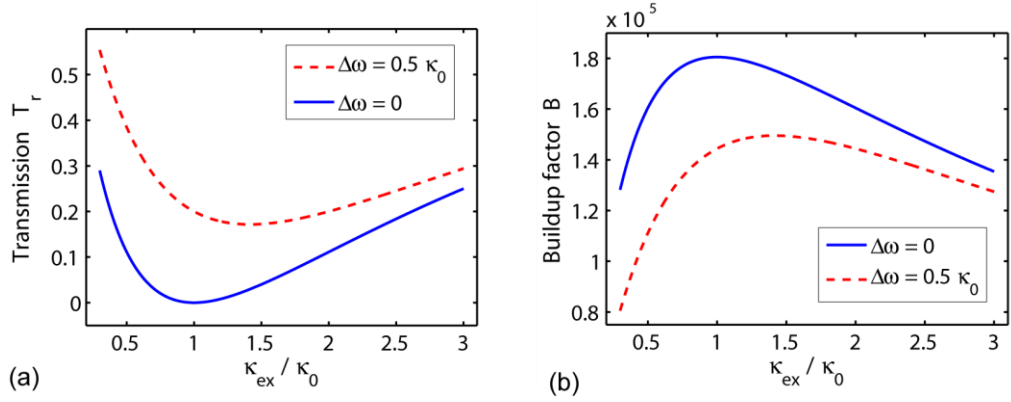 Transmission T_r
0.5
0.4
0.3
0.2
0.1
0
0.5 1 1.5 2 2.5 3
κ_ex / κ_0
Δω = 0.5 κ_0
Δω = 0
(a)
x 10^5
Buildup factor B
1.8
1.6
1.4
1.2
1
0.8
0.5 1 1.5 2 2.5 3
κ_ex / κ_0
Δω = 0
Δω = 0.5 κ_0
(b)